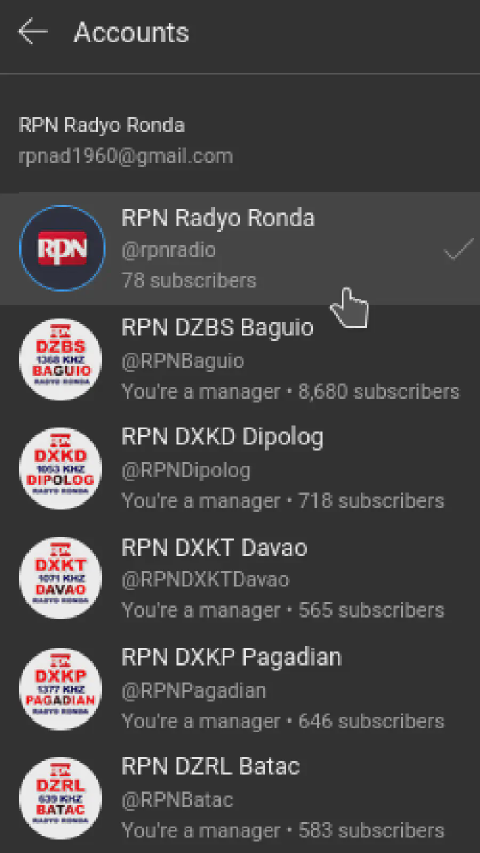 Accounts
RPN Radyo Ronda
rpnad1960@gmail.com
RPN
RPN Radyo Ronda
@rpnradio
78 subscribers
RPN
DZBS
1368 KHZ
BAGUIO
RADYO RONDA
RPN DZBS Baguio
@RPNBaguio
You're a manager • 8,680 subscribers
RPN
DXKD
1053 KHZ
DIPOLOG
RADYO RONDA
RPN DXKD Dipolog
@RPNDipolog
You're a manager • 718 subscribers
RPN
DXKT
1071 KHZ
DAVAO
RADYO RONDA
RPN DXKT Davao
@RPNDXKTDavao
You're a manager • 565 subscribers
RPN
DXKP
1377 KHZ
PAGADIAN
RADYO RONDA
RPN DXKP Pagadian
@RPNPagadian
You're a manager • 646 subscribers
RPN
DZRL
639 KHZ
BATAC
RADYO RONDA
RPN DZRL Batac
@RPNBatac
You're a manager • 583 subscribers